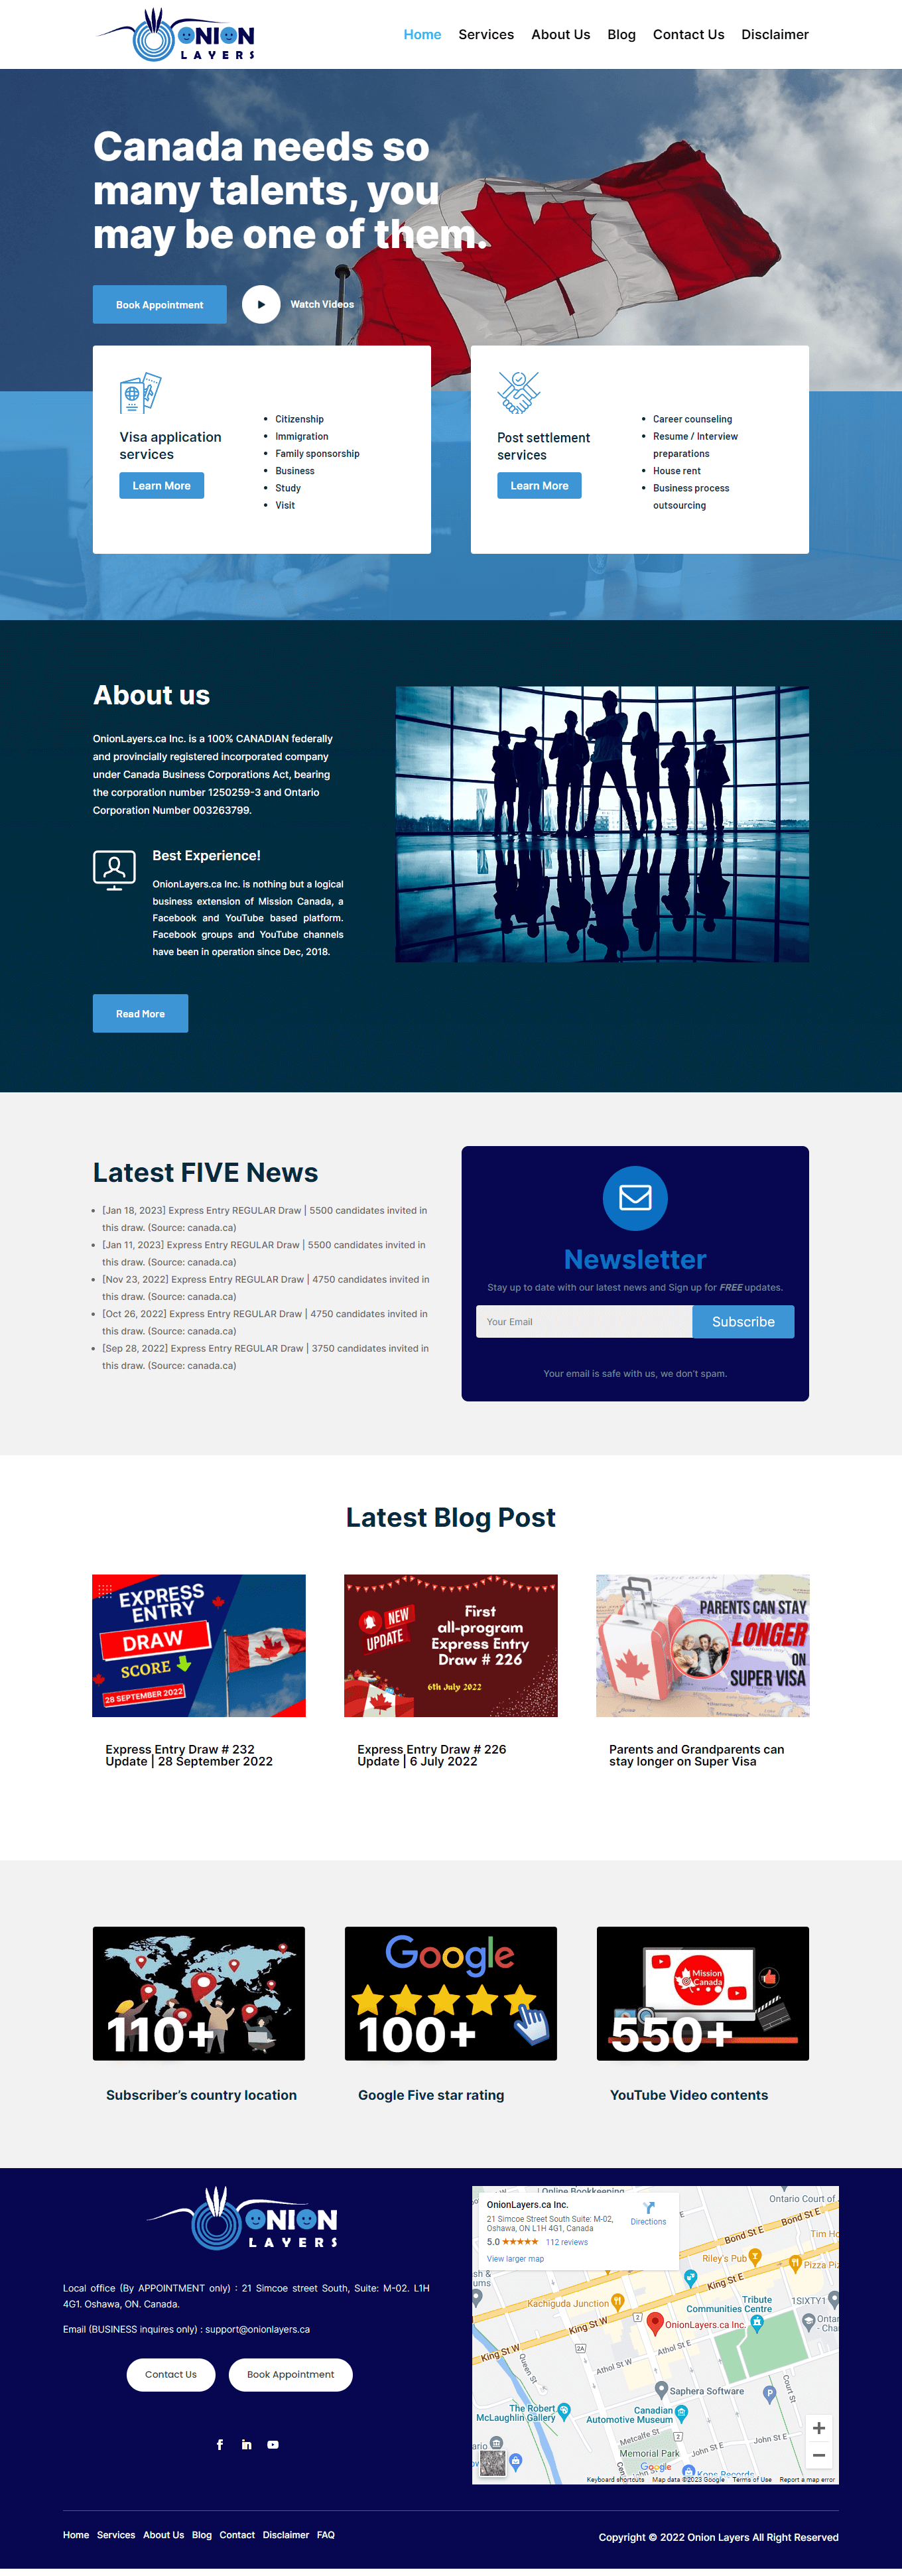 ONION
LAYERS
Home Services About Us Blog Contact Us Disclaimer
Canada needs so
many talents, you
may be one of them.
Book Appointment
Watch Videos
Visa application
services
Learn More
• Citizenship
• Immigration
• Family sponsorship
• Business
• Study
• Visit
Post settlement
services
Learn More
• Career counseling
• Resume / Interview
preparations
• House rent
• Business process
outsourcing
About us
OnionLayers.ca Inc. is a 100% CANADIAN federally
and provincially registered incorporated company
under Canada Business Corporations Act, bearing
the corporation number 1250259-3 and Ontario
Corporation Number 003263799.
Best Experience!
OnionLayers.ca Inc. is nothing but a logical
business extension of Mission Canada, a
Facebook and YouTube based platform.
Facebook groups and YouTube channels
have been in operation since Dec, 2018.
Read More
Latest FIVE News
• [Jan 18, 2023] Express Entry REGULAR Draw | 5500 candidates invited in
this draw. (Source: canada.ca)
• [Jan 11, 2023] Express Entry REGULAR Draw | 5500 candidates invited in
this draw. (Source: canada.ca)
• [Nov 23, 2022] Express Entry REGULAR Draw | 4750 candidates invited in
this draw. (Source: canada.ca)
• [Oct 26, 2022] Express Entry REGULAR Draw | 4750 candidates invited in
this draw. (Source: canada.ca)
• [Sep 28, 2022] Express Entry REGULAR Draw | 3750 candidates invited in
this draw. (Source: canada.ca)
Newsletter
Stay up to date with our latest news and Sign up for FREE updates.
Your Email
Subscribe
Your email is safe with us, we don't spam.
Latest Blog Post
EXPRESS
ENTRY
DRAW
SCORE
28 SEPTEMBER 2022
Express Entry Draw # 232
Update | 28 September 2022
NEW
UPDATE
First
all-program
Express Entry
Draw # 226
6th July 2022
Express Entry Draw # 226
Update | 6 July 2022
PARENTS CAN STAY
LONGER
ON
SUPER VISA
Parents and Grandparents can
stay longer on Super Visa
110+
Subscriber's country location
Google
100+
Google Five star rating
Mission
Canada
550+
YouTube Video contents
ONION
LAYERS
Local office (By APPOINTMENT only) : 21 Simcoe street South, Suite: M-02. L1H
4G1. Oshawa, ON. Canada.
Email (BUSINESS inquires only) : support@onionlayers.ca
Contact Us
Book Appointment
Online Bookkeeping
OnionLayers.ca Inc.
21 Simcoe Street South Suite: M-02,
Oshawa, ON L1H 4G1, Canada
5.0 ★★★★★ 112 reviews
View larger map
Directions
Ontario Court of
Bond St E
Bond St E
Tim Ho
Riley's Pub
Pizza Piz
King St E
Kachiguda Junction
Tribute
Communities Centre
1SIXTY1
King St W
2
OnionLayers.ca Inc.
King St W
2A
Athol St E
Athol St W
Queen St
Saphera Software
Court St
The Robert
McLaughlin Gallery
Canadian
Automotive Museum
Metcalfe St
2
John St E
John St E
Memorial Park
Google
Kops Records
Keyboard shortcuts Map data ©2023 Google Terms of Use Report a map error
Home Services About Us Blog Contact Disclaimer FAQ
Copyright © 2022 Onion Layers All Right Reserved